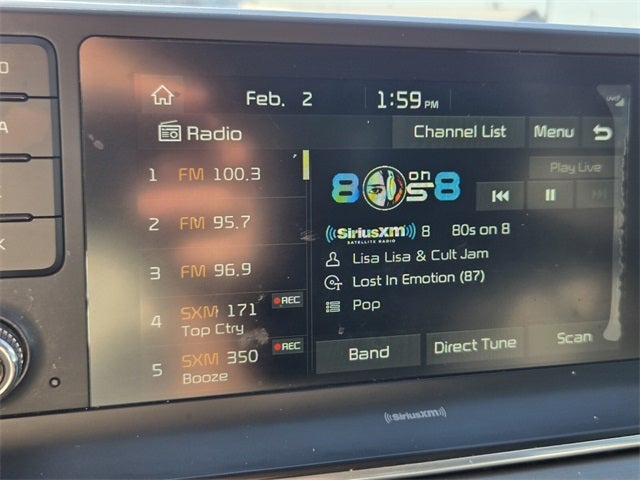 Feb. 2 1:59 PM
Radio Channel List Menu
Play Live
1 FM 100.3
2 FM 95.7
3 FM 96.9
4 SXM 171 REC
Top Ctry
5 SXM 350 REC
Booze
80s on 8
((SiriusXM)) 8 80s on 8
SATELLITE RADIO
Lisa Lisa & Cult Jam
Lost In Emotion (87)
Pop
Band Direct Tune Scan
((SiriusXM))